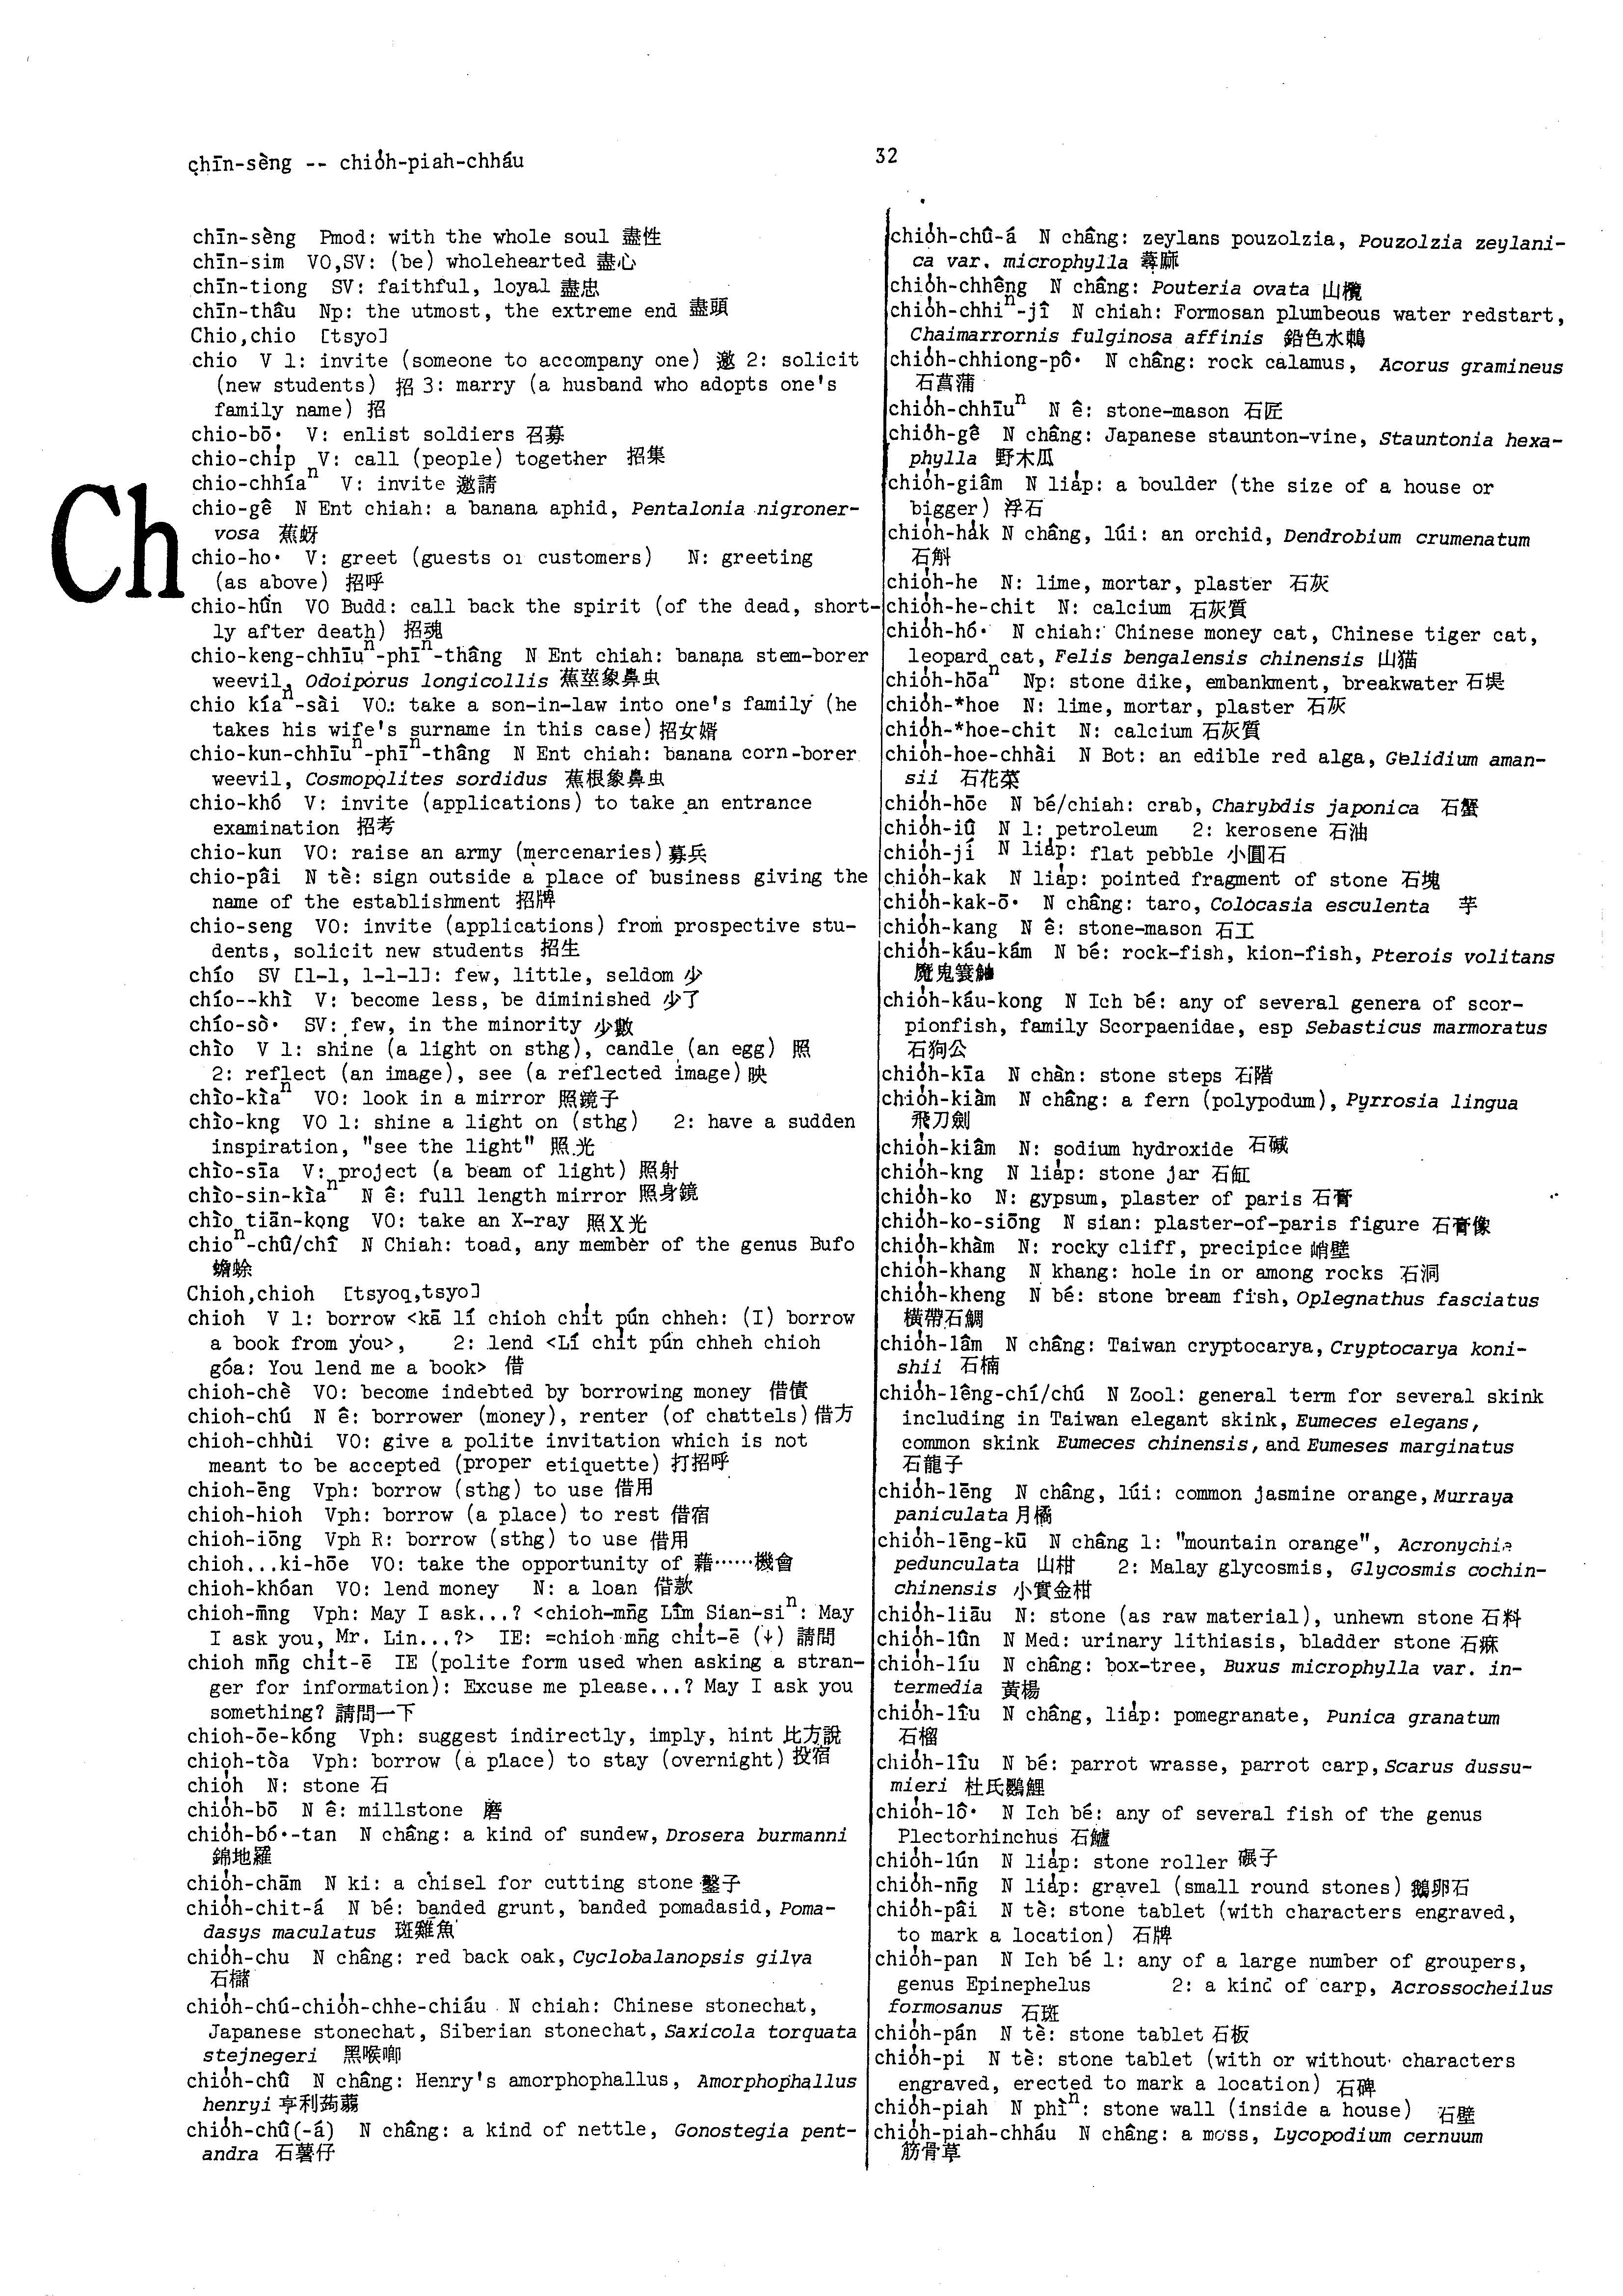 chīn-sèng -- chio̍h-piah-chháu
32
Ch
chīn-sèng Pmod: with the whole soul 盡性
chīn-sim VO,SV: (be) wholehearted 盡心
chīn-tiong SV: faithful, loyal 盡忠
chīn-thâu Np: the utmost, the extreme end 盡頭
Chio,chio [tsyo]
chio V 1: invite (someone to accompany one) 邀 2: solicit
(new students) 招 3: marry (a husband who adopts one's
family name) 招
chio-bō͘ V: enlist soldiers 召募
chio-chi̍p V: call (people) together 招集
chio-chhíaⁿ V: invite 邀請
chio-gê N Ent chiah: a banana aphid, Pentalonia nigroner-
vosa 蕉蚜
chio-ho͘ V: greet (guests or customers) N: greeting
(as above) 招呼
chio-hûn VO Budd: call back the spirit (of the dead, short-
ly after death) 招魂
chio-keng-chhīuⁿ-phīⁿ-thâng N Ent chiah: banana stem-borer
weevil, Odoiporus longicollis 蕉莖象鼻虫
chio kíaⁿ-sài VO: take a son-in-law into one's family (he
takes his wife's surname in this case) 招女婿
chio-kun-chhīuⁿ-phīⁿ-thâng N Ent chiah: banana corn-borer
weevil, Cosmopolites sordidus 蕉根象鼻虫
chio-khó V: invite (applications) to take an entrance
examination 招考
chio-kun VO: raise an army (mercenaries) 募兵
chio-pâi N tè: sign outside a place of business giving the
name of the establishment 招牌
chio-seng VO: invite (applications) from prospective stu-
dents, solicit new students 招生
chío SV [1-1, 1-1-1]: few, little, seldom 少
chío--khì V: become less, be diminished 少了
chío-sò͘ SV: few, in the minority 少數
chìo V 1: shine (a light on sthg), candle (an egg) 照
2: reflect (an image), see (a reflected image) 映
chìo-kìaⁿ VO: look in a mirror 照鏡子
chìo-kng VO 1: shine a light on (sthg) 2: have a sudden
inspiration, "see the light" 照光
chìo-sīa V: project (a beam of light) 照射
chìo-sin-kìaⁿ N ê: full length mirror 照身鏡
chìo tiān-kong VO: take an X-ray 照X光
chioⁿ-chû/chî N Chiah: toad, any member of the genus Bufo
蟾蜍
Chioh,chioh [tsyoq,tsyo]
chioh V 1: borrow <kā lí chioh chi̍t pún chheh: (I) borrow
a book from you>, 2: lend <Lí chi̍t pún chheh chioh
góa: You lend me a book> 借
chioh-chè VO: become indebted by borrowing money 借債
chioh-chú N ê: borrower (money), renter (of chattels) 借方
chioh-chhùi VO: give a polite invitation which is not
meant to be accepted (proper etiquette) 打招呼
chioh-ēng Vph: borrow (sthg) to use 借用
chioh-hioh Vph: borrow (a place) to rest 借宿
chioh-iōng Vph R: borrow (sthg) to use 借用
chioh...ki-hōe VO: take the opportunity of 藉……機會
chioh-khóan VO: lend money N: a loan 借款
chioh-m̄ng Vph: May I ask...? <chioh-mn̄g Lîm Sian-siⁿ: May
I ask you, Mr. Lin...?> IE: =chioh mn̄g chi̍t-ē (↓) 請問
chioh mn̄g chi̍t-ē IE (polite form used when asking a stran-
ger for information): Excuse me please...? May I ask you
something? 請問一下
chioh-ōe-kóng Vph: suggest indirectly, imply, hint 比方說
chioh-tòa Vph: borrow (a place) to stay (overnight) 投宿
chio̍h N: stone 石
chio̍h-bō N ê: millstone 磨
chio̍h-bó͘-tan N châng: a kind of sundew, Drosera burmanni
錦地羅
chio̍h-chām N ki: a chisel for cutting stone 鑿子
chio̍h-chit-á N bé: banded grunt, banded pomadasid, Poma-
dasys maculatus 斑雞魚
chio̍h-chu N châng: red back oak, Cyclobalanopsis gilva
石櫧
chio̍h-chú-chio̍h-chhe-chiáu N chiah: Chinese stonechat,
Japanese stonechat, Siberian stonechat, Saxicola torquata
stejnegeri 黑喉
chio̍h-chû N châng: Henry's amorphophallus, Amorphophallus
henryi 亨利蒟蒻
chio̍h-chû(-á) N châng: a kind of nettle, Gonostegia pent-
andra 石薯仔
chio̍h-chû-á N châng: zeylans pouzolzia, Pouzolzia zeylani-
ca var. microphylla
chio̍h-chhêng N châng: Pouteria ovata 山欖
chio̍h-chhiⁿ-jî N chiah: Formosan plumbeous water redstart,
Chaimarrornis fulginosa affinis 鉛色水鶇
chio̍h-chhiong-pô͘ N châng: rock calamus, Acorus gramineus
石菖蒲
chio̍h-chhīuⁿ N ê: stone-mason 石匠
chio̍h-gê N châng: Japanese staunton-vine, Stauntonia hexa-
phylla 野木瓜
chio̍h-giâm N lia̍p: a boulder (the size of a house or
bigger) 浮石
chio̍h-ha̍k N châng, lúi: an orchid, Dendrobium crumenatum
石斛
chio̍h-he N: lime, mortar, plaster 石灰
chio̍h-he-chit N: calcium 石灰質
chio̍h-hó͘ N chiah: Chinese money cat, Chinese tiger cat,
leopard cat, Felis bengalensis chinensis 山猫
chio̍h-hōaⁿ Np: stone dike, embankment, breakwater 石堤
chio̍h-*hoe N: lime, mortar, plaster 石灰
chio̍h-*hoe-chit N: calcium 石灰質
chio̍h-hoe-chhài N Bot: an edible red alga, Gelidium aman-
sii 石花菜
chio̍h-hōe N bé/chiah: crab, Charybdis japonica 石蟹
chio̍h-iû N 1: petroleum 2: kerosene 石油
chio̍h-jí N lia̍p: flat pebble 小圓石
chio̍h-kak N lia̍p: pointed fragment of stone 石塊
chio̍h-kak-ō͘ N châng: taro, Colocasia esculenta 芋
chio̍h-kang N ê: stone-mason 石工
chio̍h-káu-kám N bé: rock-fish, kion-fish, Pterois volitans
魔鬼簑鮋
chio̍h-káu-kong N Ich bé: any of several genera of scor-
pionfish, family Scorpaenidae, esp Sebasticus marmoratus
石狗公
chio̍h-kīa N chàn: stone steps 石階
chio̍h-kiàm N châng: a fern (polypodum), Pyrrosia lingua
飛刀劍
chio̍h-kiâm N: sodium hydroxide 石碱
chio̍h-kng N lia̍p: stone jar 石缸
chio̍h-ko N: gypsum, plaster of paris 石膏
chio̍h-ko-siōng N sian: plaster-of-paris figure 石膏像
chio̍h-khàm N: rocky cliff, precipice 峭壁
chio̍h-khang N khang: hole in or among rocks 石洞
chio̍h-kheng N bé: stone bream fish, Oplegnathus fasciatus
橫帶石鯛
chio̍h-lâm N châng: Taiwan cryptocarya, Cryptocarya koni-
shii 石楠
chio̍h-lêng-chí/chú N Zool: general term for several skink
including in Taiwan elegant skink, Eumeces elegans,
common skink Eumeces chinensis, and Eumeses marginatus
石龍子
chio̍h-lēng N châng, lúi: common jasmine orange, Murraya
paniculata 月橘
chio̍h-lēng-kū N châng 1: "mountain orange", Acronychia
pedunculata 山柑 2: Malay glycosmis, Glycosmis cochin-
chinensis 小實金柑
chio̍h-liāu N: stone (as raw material), unhewn stone 石料
chio̍h-lûn N Med: urinary lithiasis, bladder stone 石痳
chio̍h-líu N châng: box-tree, Buxus microphylla var. in-
termedia 黃楊
chio̍h-lîu N châng, lia̍p: pomegranate, Punica granatum
石榴
chio̍h-lîu N bé: parrot wrasse, parrot carp, Scarus dussu-
mieri 杜氏鸚鯉
chio̍h-lô͘ N Ich bé: any of several fish of the genus
Plectorhinchus 石鱸
chio̍h-lún N lia̍p: stone roller 碾子
chio̍h-nn̄g N lia̍p: gravel (small round stones) 鵝卵石
chio̍h-pâi N tè: stone tablet (with characters engraved,
to mark a location) 石牌
chio̍h-pan N Ich bé 1: any of a large number of groupers,
genus Epinephelus 2: a kind of carp, Acrossocheilus
formosanus 石斑
chio̍h-pán N tè: stone tablet 石板
chio̍h-pi N tè: stone tablet (with or without characters
engraved, erected to mark a location) 石碑
chio̍h-piah N phìⁿ: stone wall (inside a house) 石壁
chio̍h-piah-chháu N châng: a moss, Lycopodium cernuum
筋骨草